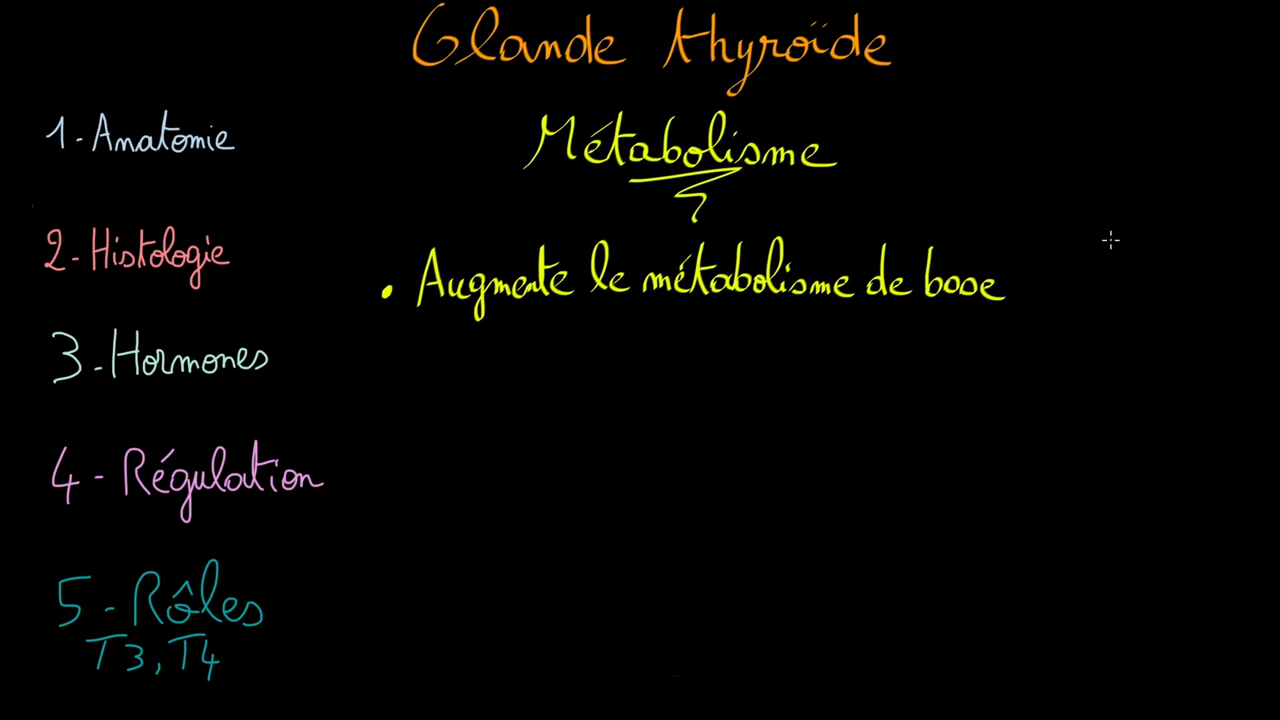 Glande thyroïde
1-Anatomie
2-Histologie
3-Hormones
4-Régulation
5-Rôles
T3, T4
Métabolisme
• Augmente le métabolisme de base